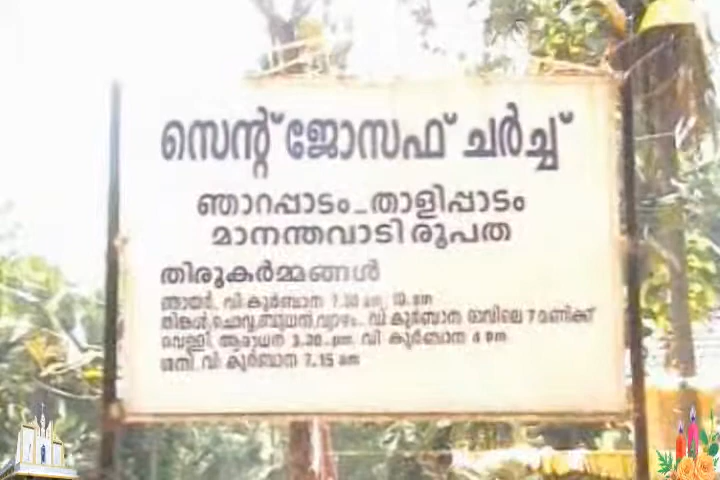 സെന്റ് ജോസഫ് ചർച്ച്
ഞാറപ്പാടം-താളിപ്പാടം
മാനന്തവാടി രൂപത
തിരുകർമ്മങ്ങൾ
ഞായർ, വി.കുർബാന 7.30 am, 10 am
തിങ്കൾ,ചൊവ്വ,ബുധൻ,വ്യാഴം.. വി കുർബാന രാവിലെ 7 മണിക്ക്
വെള്ളി, ആരാധന 3.30.pm വി കുർബാന 4 pm
ശനി. വി കുർബാന 7.15 am